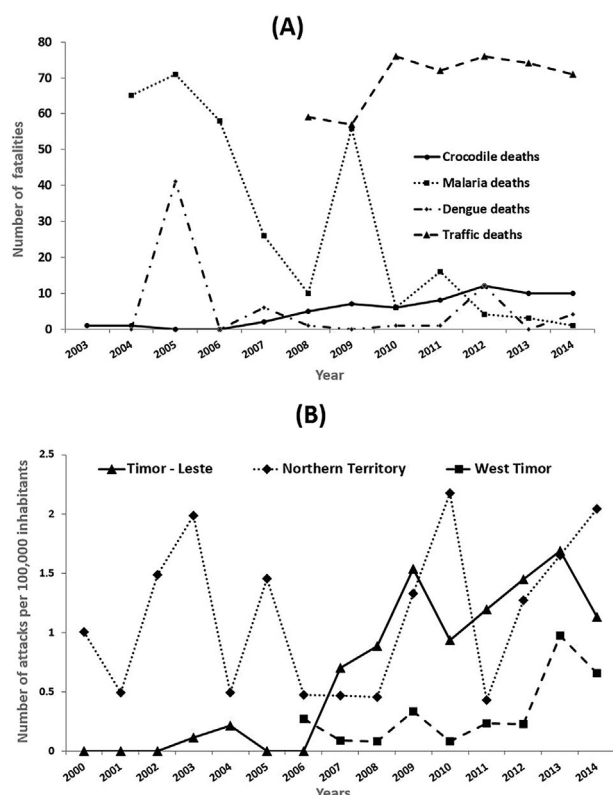 (A)
Number of fatalities
80
70
60
50
40
30
20
10
0
Crocodile deaths
Malaria deaths
Dengue deaths
Traffic deaths
2003 2004 2005 2006 2007 2008 2009 2010 2011 2012 2013 2014
Year
(B)
Number of attacks per 100,000 inhabitants
2.5
2
1.5
1
0.5
0
Timor - Leste Northern Territory West Timor
2000 2001 2002 2003 2004 2005 2006 2007 2008 2009 2010 2011 2012 2013 2014
Years